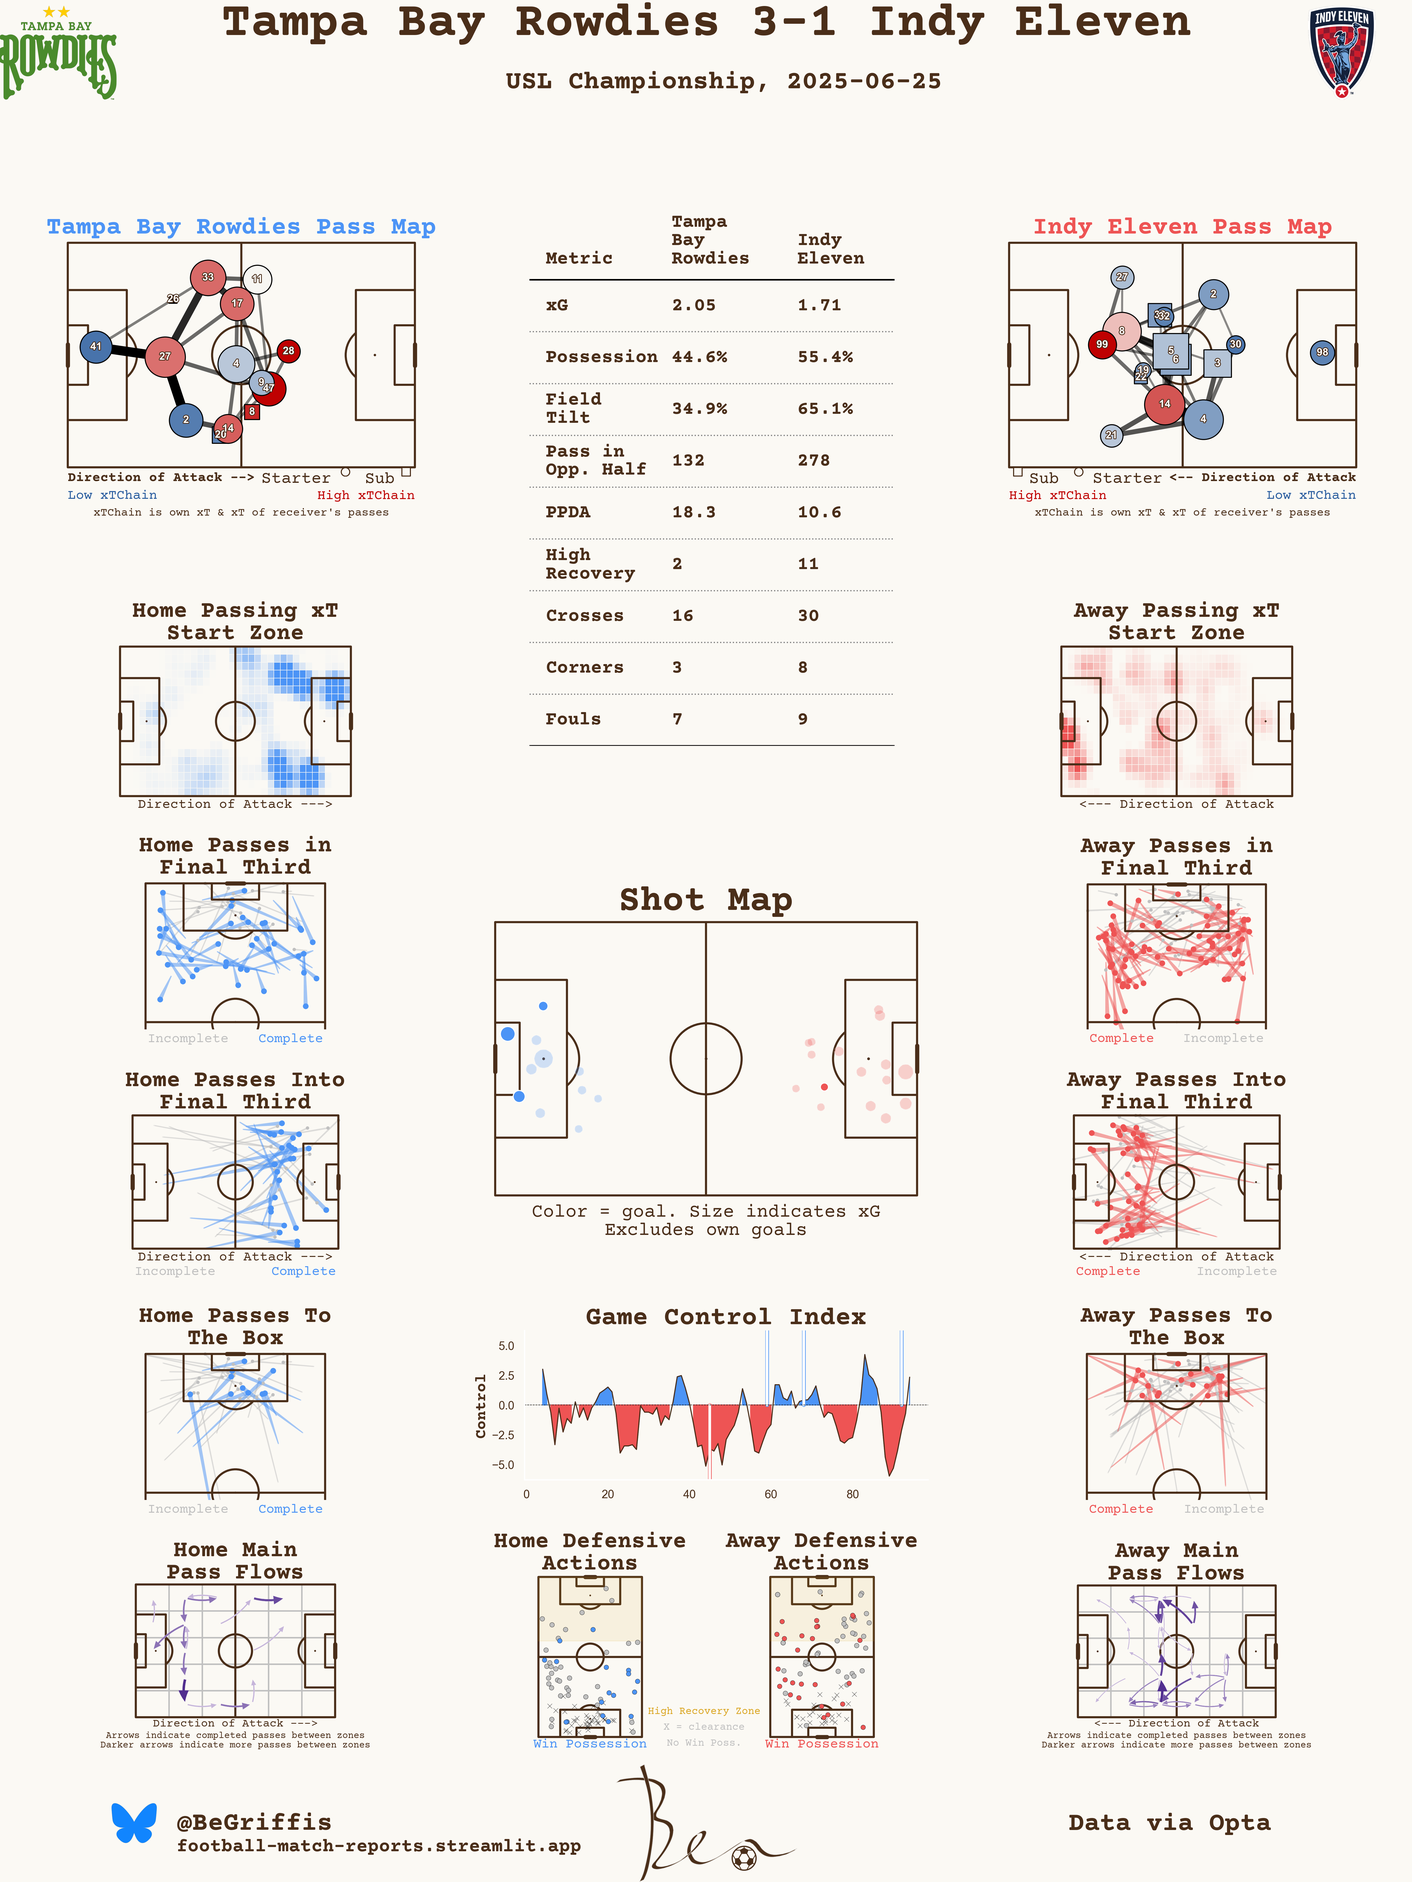 Tampa Bay Rowdies 3-1 Indy Eleven
USL Championship, 2025-06-25
TAMPA BAY
ROWDIES
INDY ELEVEN
Tampa Bay Rowdies Pass Map
33
11
26
17
41
27
4
28
9
47
2
8
14
20
Direction of Attack --> Starter Sub
Low xTChain High xTChain
xTChain is own xT & xT of receiver's passes
Metric Tampa Bay Rowdies Indy Eleven
xG 2.05 1.71
Possession 44.6% 55.4%
Field Tilt 34.9% 65.1%
Pass in Opp. Half 132 278
PPDA 18.3 10.6
High Recovery 2 11
Crosses 16 30
Corners 3 8
Fouls 7 9
Indy Eleven Pass Map
27
2
32
8
99
5
6
30
98
3
19
22
14
4
21
Sub Starter <-- Direction of Attack
High xTChain Low xTChain
xTChain is own xT & xT of receiver's passes
Home Passing xT
Start Zone
Direction of Attack --->
Away Passing xT
Start Zone
<--- Direction of Attack
Home Passes in
Final Third
Incomplete Complete
Away Passes in
Final Third
Complete Incomplete
Shot Map
Color = goal. Size indicates xG
Excludes own goals
Home Passes Into
Final Third
Direction of Attack --->
Incomplete Complete
Away Passes Into
Final Third
<--- Direction of Attack
Complete Incomplete
Home Passes To
The Box
Incomplete Complete
Game Control Index
Control
5.0
2.5
0.0
−2.5
−5.0
0 20 40 60 80
Away Passes To
The Box
Complete Incomplete
Home Main
Pass Flows
Direction of Attack --->
Arrows indicate completed passes between zones
Darker arrows indicate more passes between zones
Home Defensive
Actions
Win Possession
Away Defensive
Actions
Win Possession
High Recovery Zone
X = clearance
No Win Poss.
Away Main
Pass Flows
<--- Direction of Attack
Arrows indicate completed passes between zones
Darker arrows indicate more passes between zones
@BeGriffis
football-match-reports.streamlit.app
Ben
Data via Opta